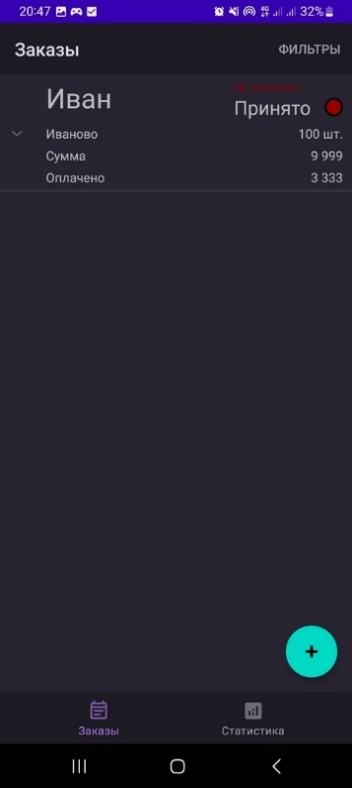 20:47 32%
Заказы ФИЛЬТРЫ
Иван
Принято
Иваново 100 шт.
Сумма 9 999
Оплачено 3 333
+
Заказы Статистика